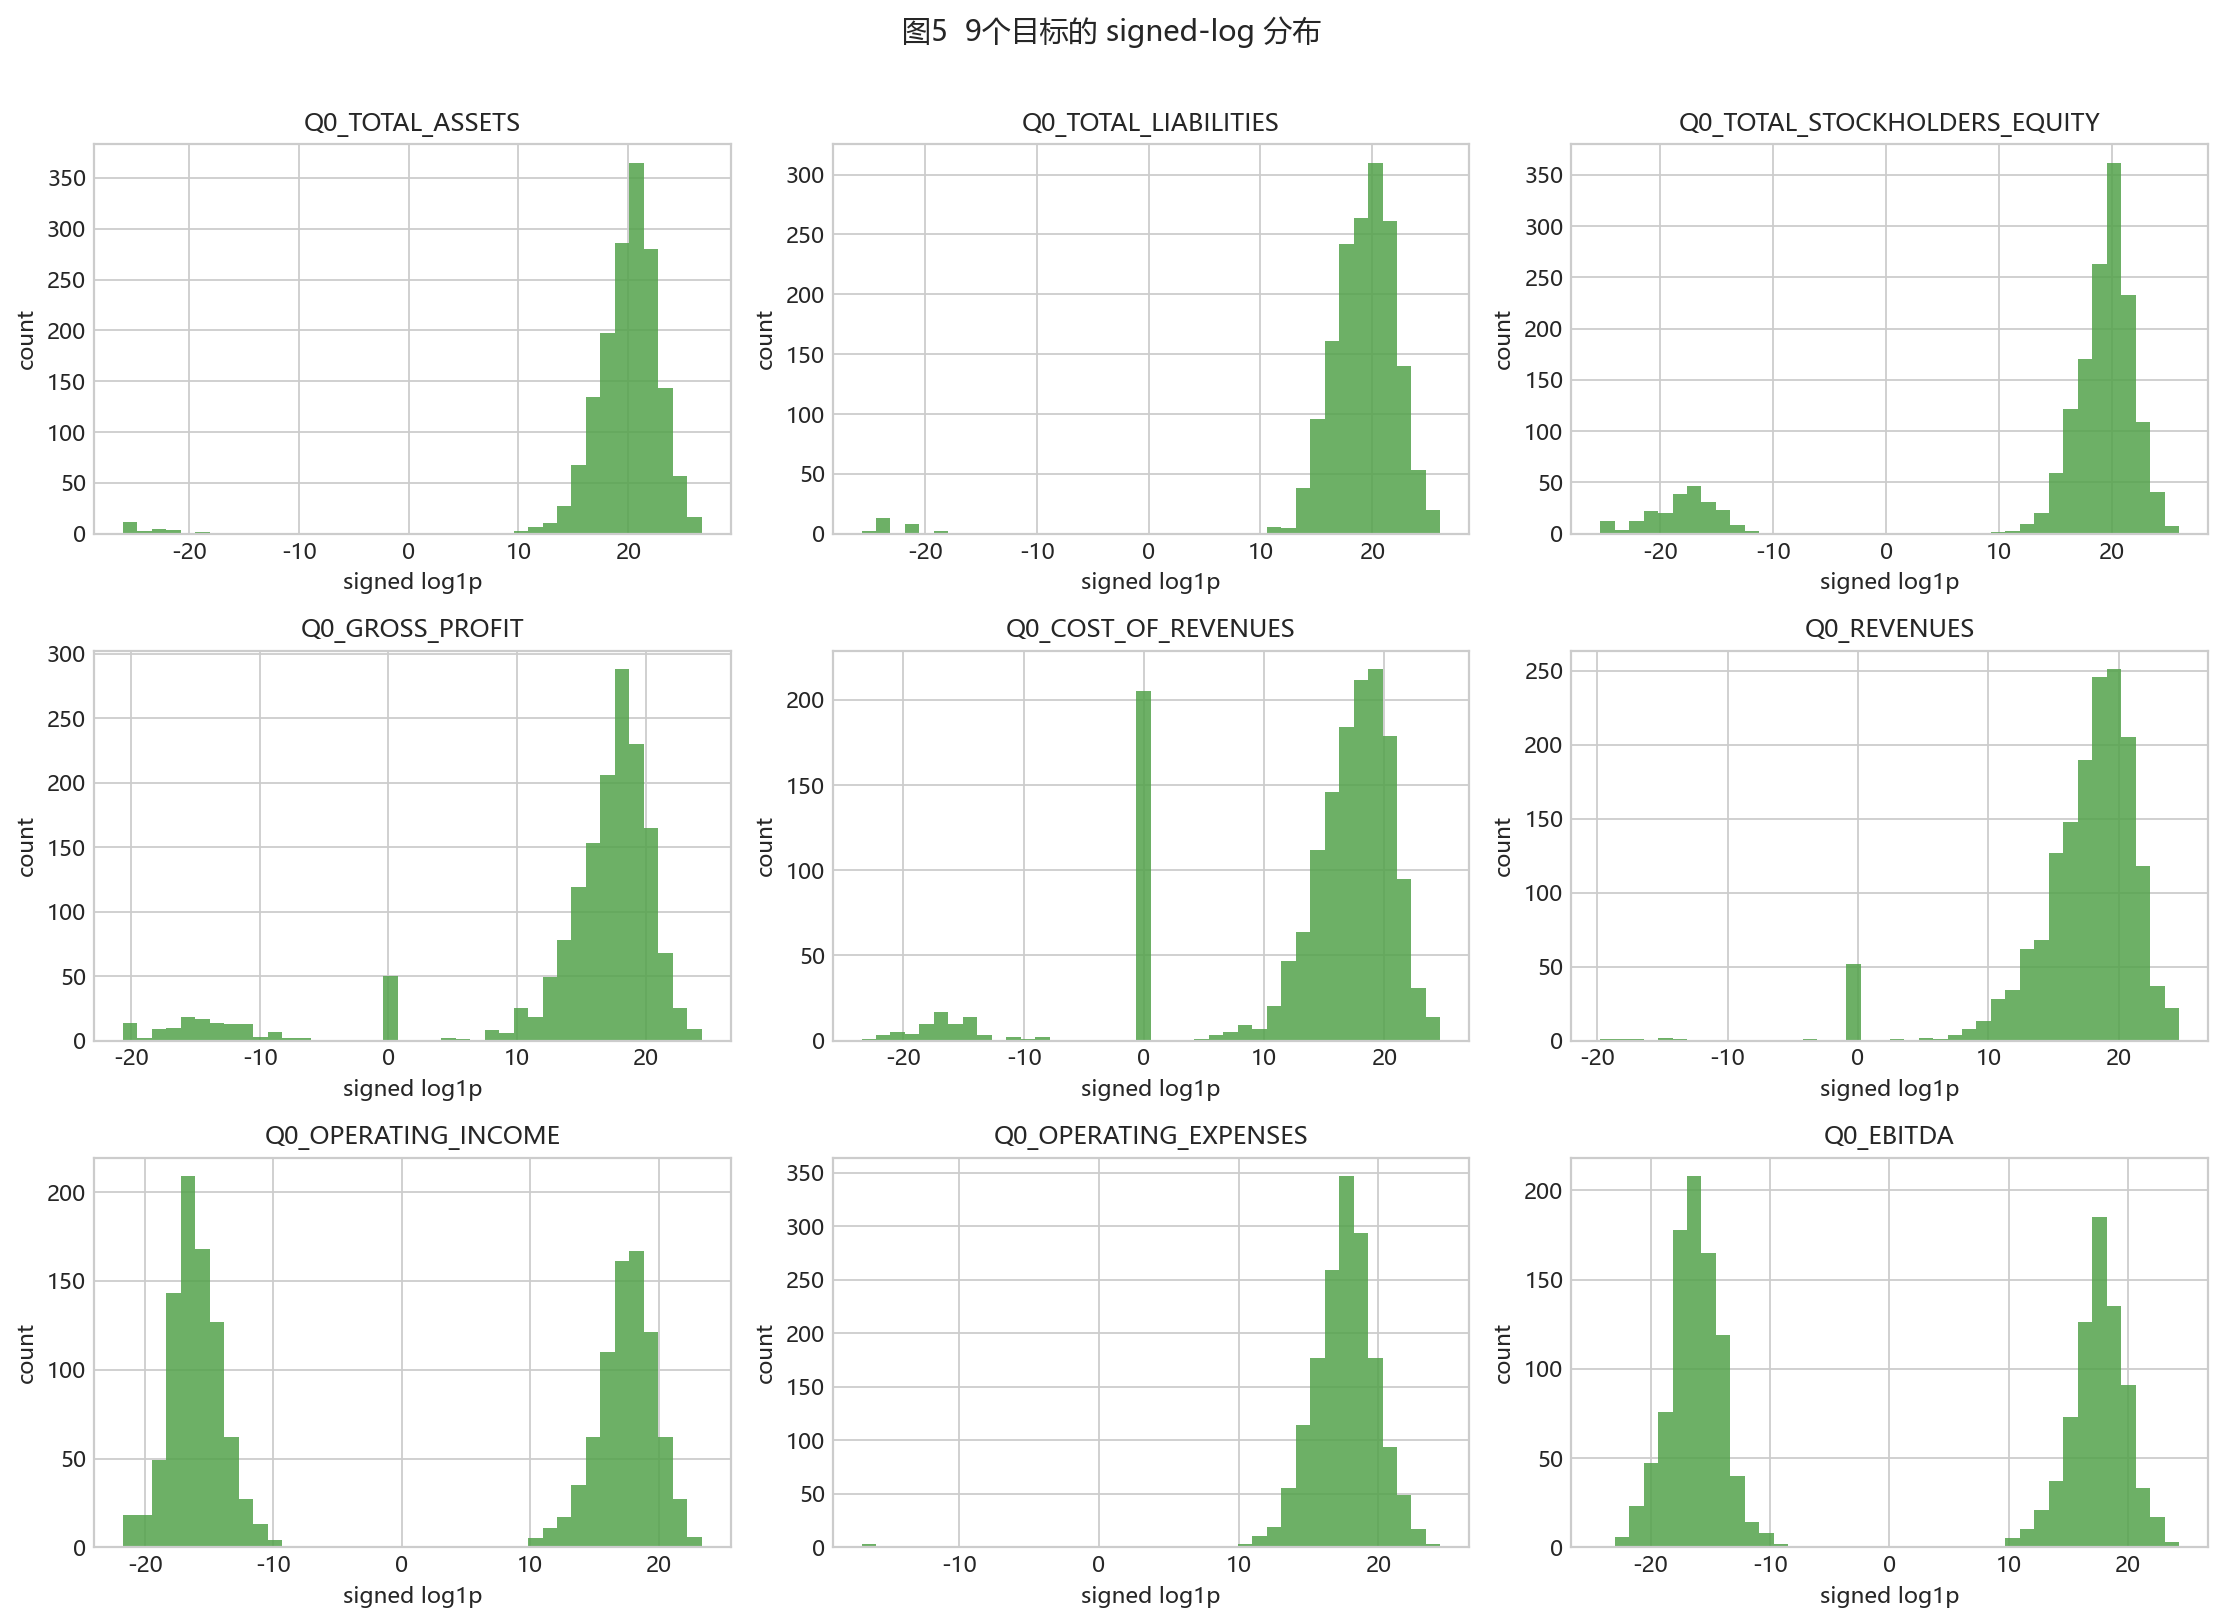 图5  9个目标的 signed-log 分布
Q0_TOTAL_ASSETS
350
300
250
200
150
100
50
0
count
-20 -10 0 10 20
signed log1p
Q0_TOTAL_LIABILITIES
300
250
200
150
100
50
0
count
-20 -10 0 10 20
signed log1p
Q0_TOTAL_STOCKHOLDERS_EQUITY
350
300
250
200
150
100
50
0
count
-20 -10 0 10 20
signed log1p
Q0_GROSS_PROFIT
300
250
200
150
100
50
0
count
-20 -10 0 10 20
signed log1p
Q0_COST_OF_REVENUES
200
150
100
50
0
count
-20 -10 0 10 20
signed log1p
Q0_REVENUES
250
200
150
100
50
0
count
-20 -10 0 10 20
signed log1p
Q0_OPERATING_INCOME
200
150
100
50
0
count
-20 -10 0 10 20
signed log1p
Q0_OPERATING_EXPENSES
350
300
250
200
150
100
50
0
count
-10 0 10 20
signed log1p
Q0_EBITDA
200
150
100
50
0
count
-20 -10 0 10 20
signed log1p